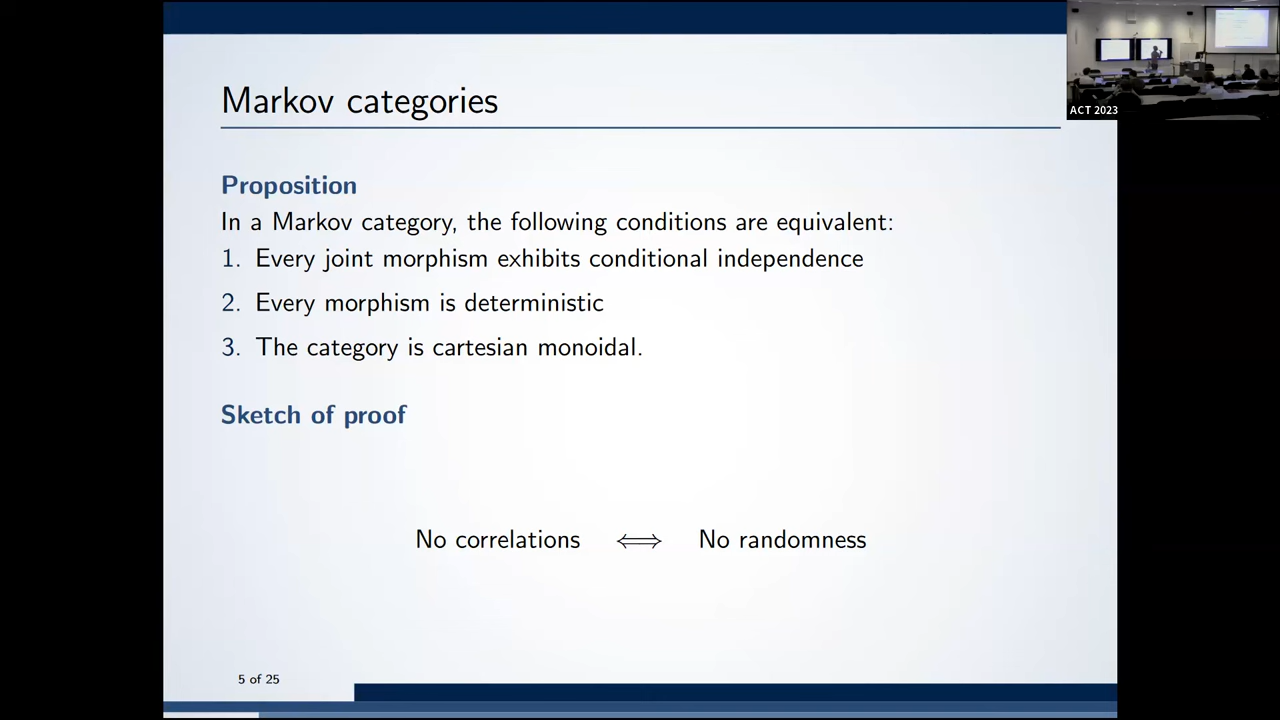 Markov categories
ACT 2023
Proposition
In a Markov category, the following conditions are equivalent:
1. Every joint morphism exhibits conditional independence
2. Every morphism is deterministic
3. The category is cartesian monoidal.
Sketch of proof
No correlations ⟺ No randomness
5 of 25